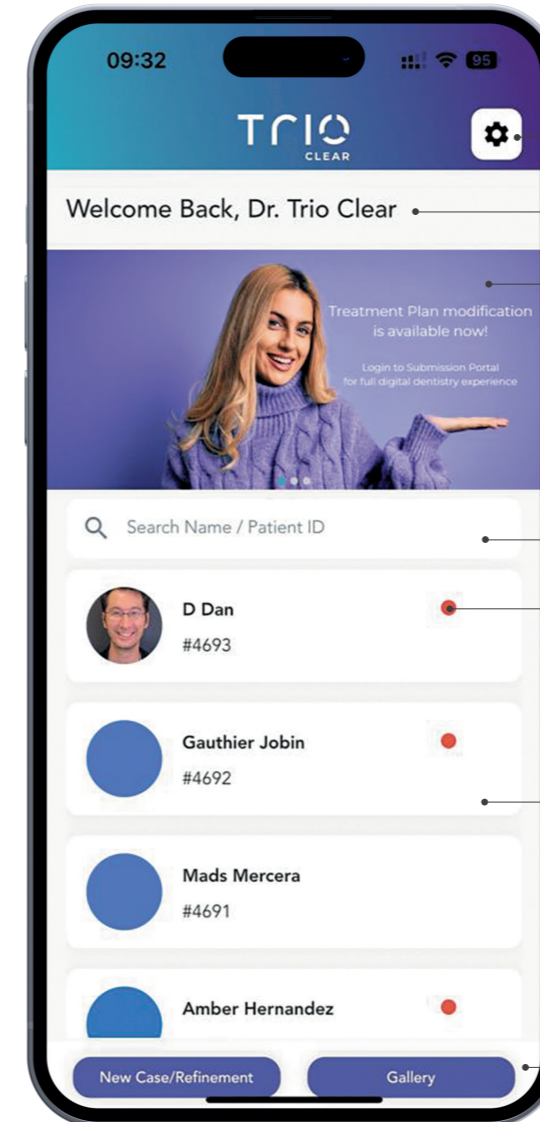 09:32
95
TRIO
CLEAR
Welcome Back, Dr. Trio Clear
Treatment Plan modification
is available now!
Login to Submission Portal
for full digital dentistry experience
Search Name / Patient ID
D Dan
#4693
Gauthier Jobin
#4692
Mads Mercera
#4691
Amber Hernandez
New Case/Refinement
Gallery